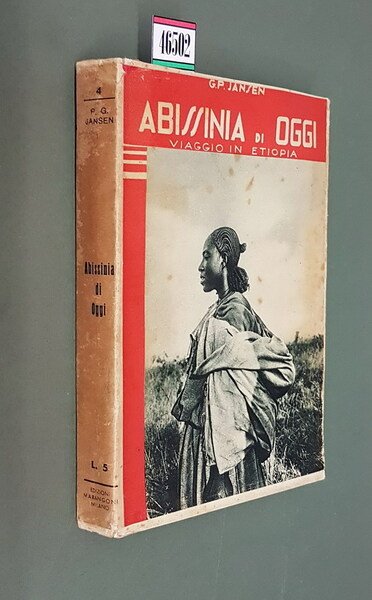 46502
G.P. JANSEN
ABISSINIA DI OGGI
VIAGGIO IN ETIOPIA
4
P. G.
JANSEN
Abissinia
di
Oggi
L. 5
EDIZIONI
MARANGONI
MILANO